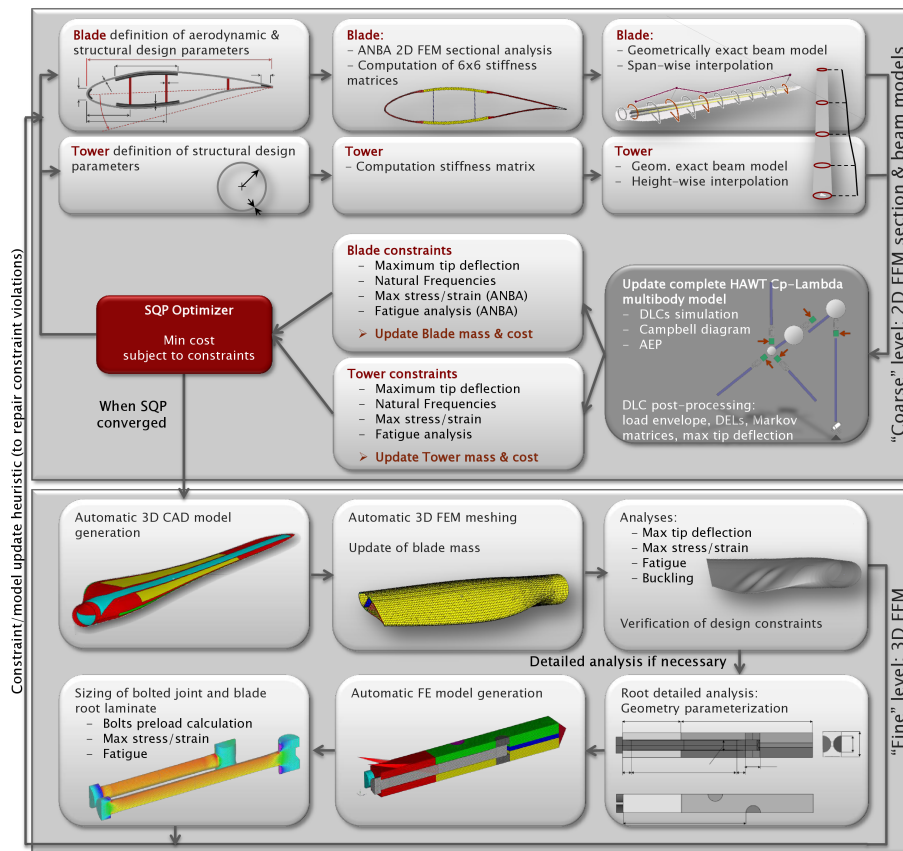 Blade definition of aerodynamic &
structural design parameters
Blade:
- ANBA 2D FEM sectional analysis
- Computation of 6x6 stiffness
matrices
Blade:
- Geometrically exact beam model
- Span-wise interpolation
Tower definition of structural design
parameters
Tower
- Computation stiffness matrix
Tower
- Geom. exact beam model
- Height-wise interpolation
"Coarse" level: 2D FEM section & beam models
Constraint/model update heuristic (to repair constraint violations)
SQP Optimizer
Min cost
subject to constraints
Blade constraints
- Maximum tip deflection
- Natural Frequencies
- Max stress/strain (ANBA)
- Fatigue analysis (ANBA)
➢ Update Blade mass & cost
Tower constraints
- Maximum tip deflection
- Natural Frequencies
- Max stress/strain
- Fatigue analysis
➢ Update Tower mass & cost
Update complete HAWT Cp-Lambda
multibody model
- DLCs simulation
- Campbell diagram
- AEP
DLC post-processing:
load envelope, DELs, Markov
matrices, max tip deflection
When SQP
converged
Automatic 3D CAD model
generation
Automatic 3D FEM meshing
Update of blade mass
Analyses:
- Max tip deflection
- Max stress/strain
- Fatigue
- Buckling
Verification of design constraints
"Fine" level: 3D FEM
Detailed analysis if necessary
Sizing of bolted joint and blade
root laminate
- Bolts preload calculation
- Max stress/strain
- Fatigue
Automatic FE model generation
Root detailed analysis:
Geometry parameterization